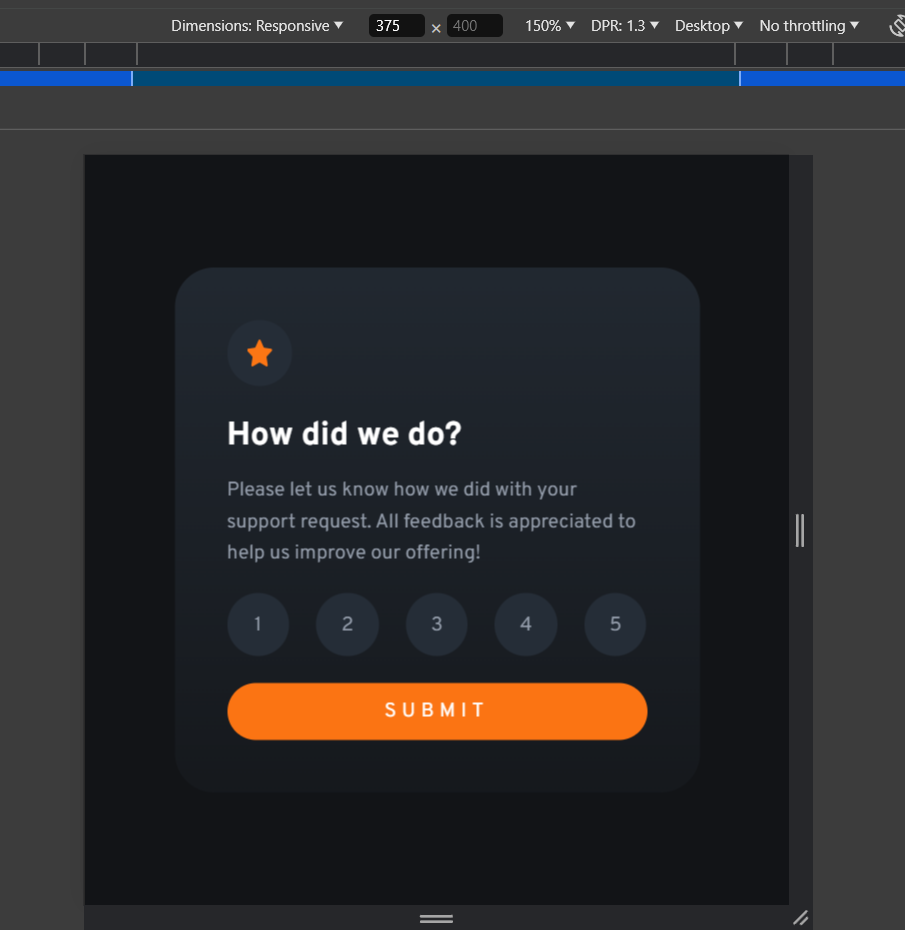 Dimensions: Responsive 375 × 400 150% DPR: 1.3 Desktop No throttling
How did we do?
Please let us know how we did with your
support request. All feedback is appreciated to
help us improve our offering!
1 2 3 4 5
SUBMIT